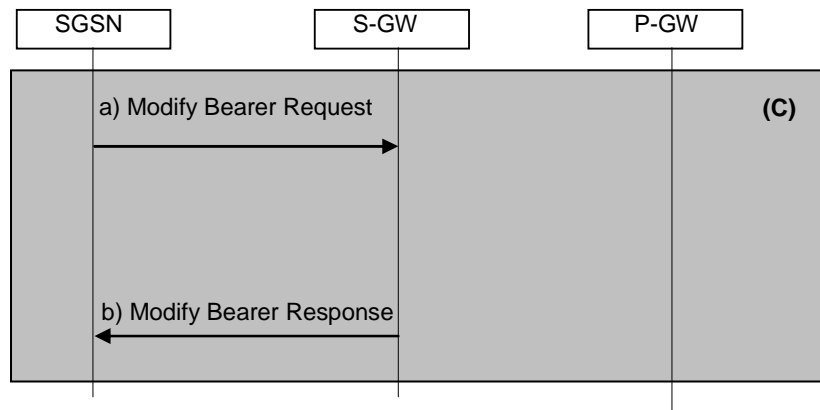 SGSN
S-GW
P-GW
a) Modify Bearer Request
(C)
b) Modify Bearer Response